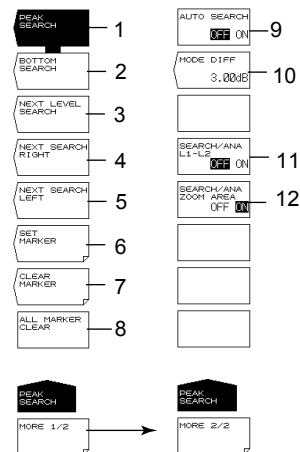 PEAK
SEARCH
1
BOTTOM
SEARCH
2
NEXT LEVEL
SEARCH
3
NEXT SEARCH
RIGHT
4
NEXT SEARCH
LEFT
5
SET
MARKER
6
CLEAR
MARKER
7
ALL MARKER
CLEAR
8
AUTO SEARCH
OFF ON
9
MODE DIFF
3.00dB
10
SEARCH/ANA
L1-L2
OFF ON
11
SEARCH/ANA
ZOOM AREA
OFF ON
12
PEAK
SEARCH
MORE 1/2
PEAK
SEARCH
MORE 2/2